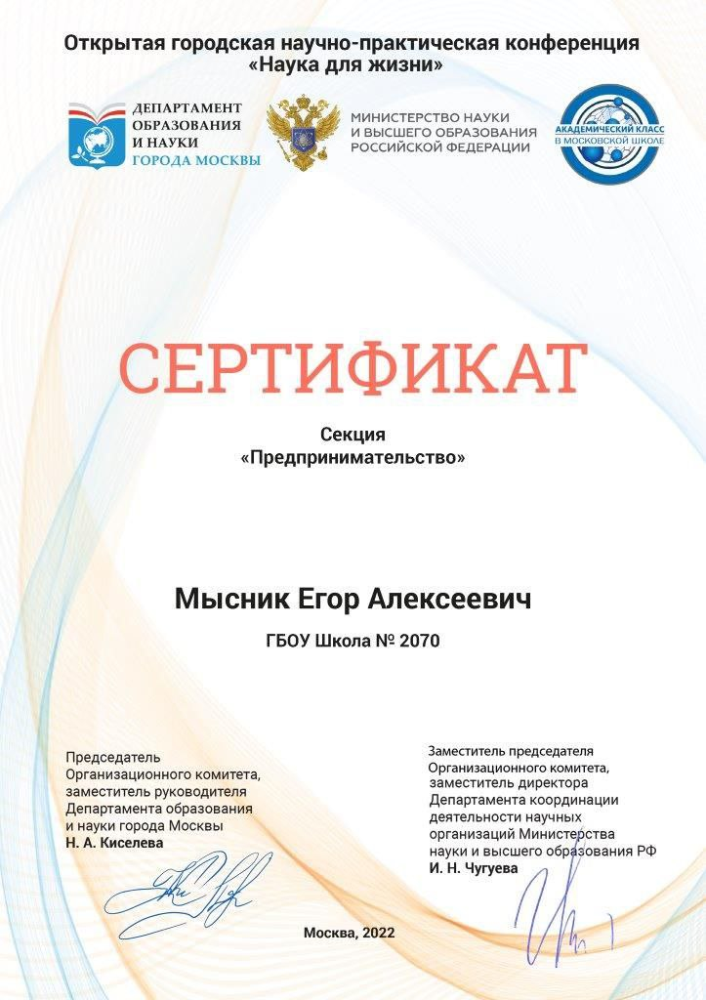 Открытая городская научно-практическая конференция
«Наука для жизни»
ДЕПАРТАМЕНТ
ОБРАЗОВАНИЯ
И НАУКИ
ГОРОДА МОСКВЫ
МИНИСТЕРСТВО НАУКИ
И ВЫСШЕГО ОБРАЗОВАНИЯ
РОССИЙСКОЙ ФЕДЕРАЦИИ
АКАДЕМИЧЕСКИЙ КЛАСС
В МОСКОВСКОЙ ШКОЛЕ
СЕРТИФИКАТ
Секция
«Предпринимательство»
Мысник Егор Алексеевич
ГБОУ Школа № 2070
Председатель
Организационного комитета,
заместитель руководителя
Департамента образования
и науки города Москвы
Н. А. Киселева
Заместитель председателя
Организационного комитета,
заместитель директора
Департамента координации
деятельности научных
организаций Министерства
науки и высшего образования РФ
И. Н. Чугуева
Москва, 2022